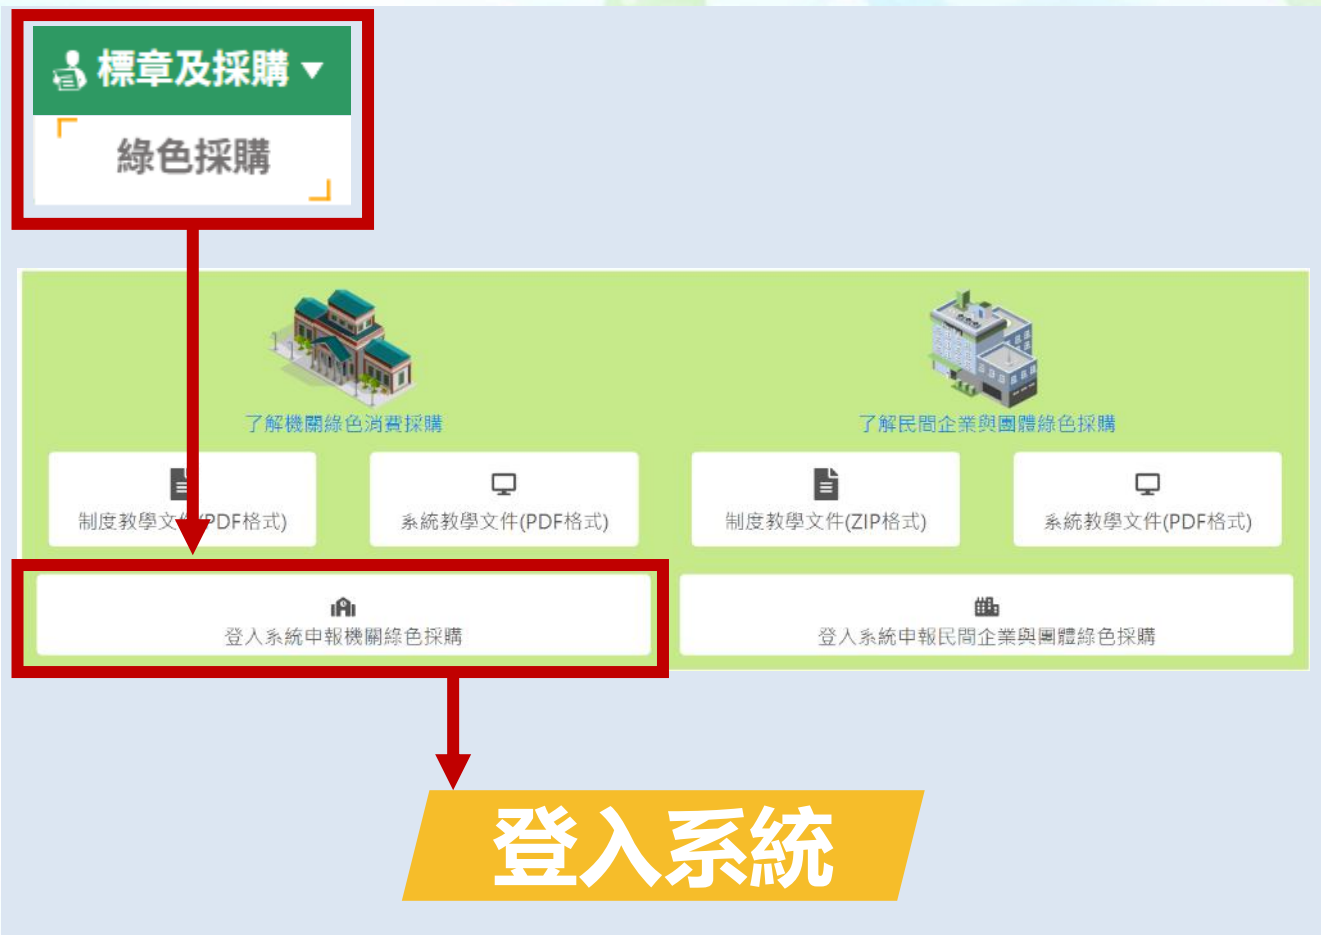 標章及採購▼
綠色採購
了解機關綠色消費採購
了解民間企業與團體綠色採購
制度教學文 PDF格式)
系統教學文件(PDF格式)
制度教學文件(ZIP格式)
系統教學文件(PDF格式)
登入系統申報機關綠色採購
登入系統申報民間企業與團體綠色採購
登入系統